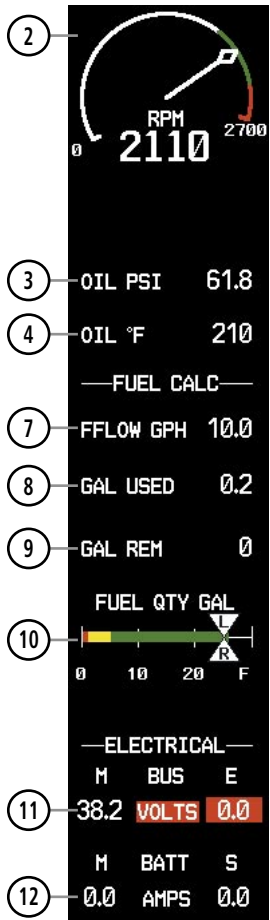 2
RPM
0 2110 2700
3 OIL PSI 61.8
4 OIL °F 210
FUEL CALC
7 FFLOW GPH 10.0
8 GAL USED 0.2
9 GAL REM 0
FUEL QTY GAL
L
10
R
0 10 20 F
ELECTRICAL
M BUS E
11 38.2 VOLTS 0.0
M BATT S
12 0.0 AMPS 0.0